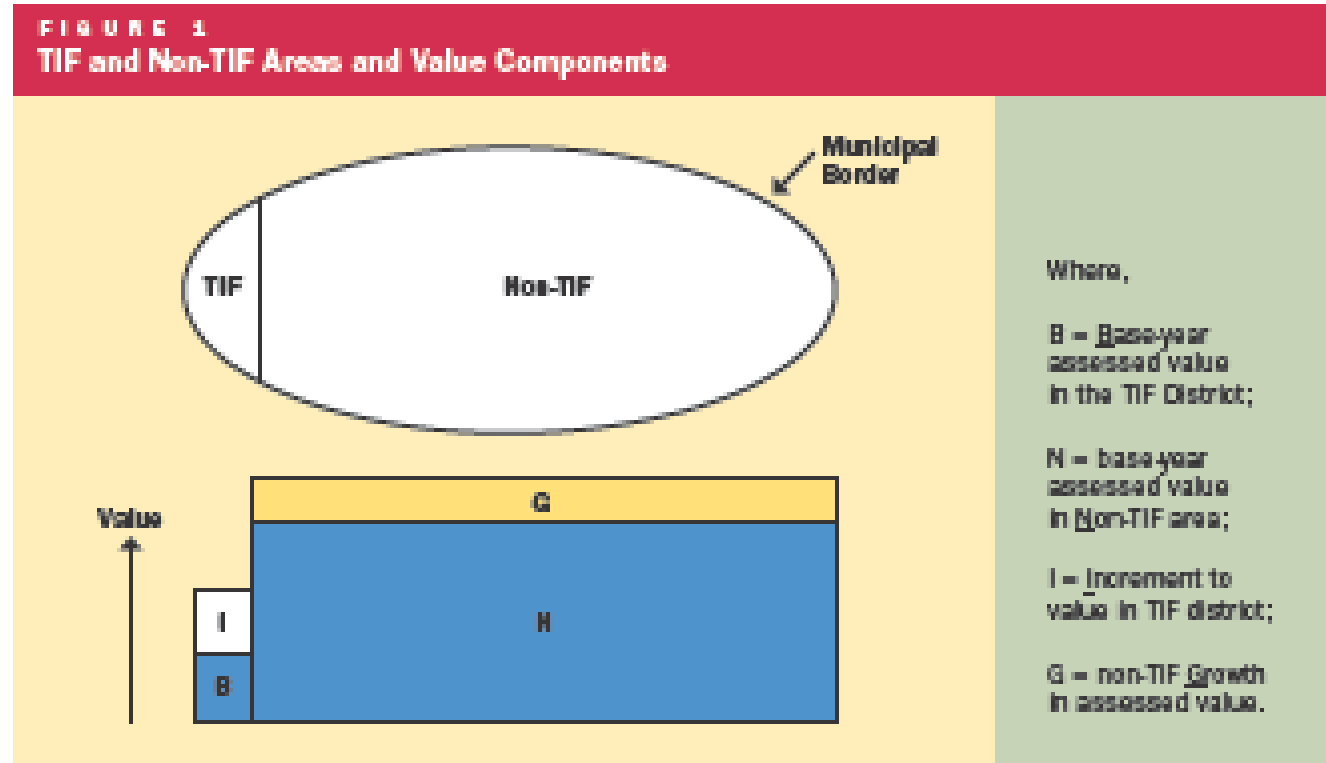 FIGURE 1
TIF and Non-TIF Areas and Value Components
Municipal
Border
TIF
Non-TIF
Value
G
I
N
B
Where,
B = Base-year
assessed value
in the TIF District;
N = base-year
assessed value
in Non-TIF area;
I = Increment to
value in TIF district;
G = non-TIF Growth
in assessed value.